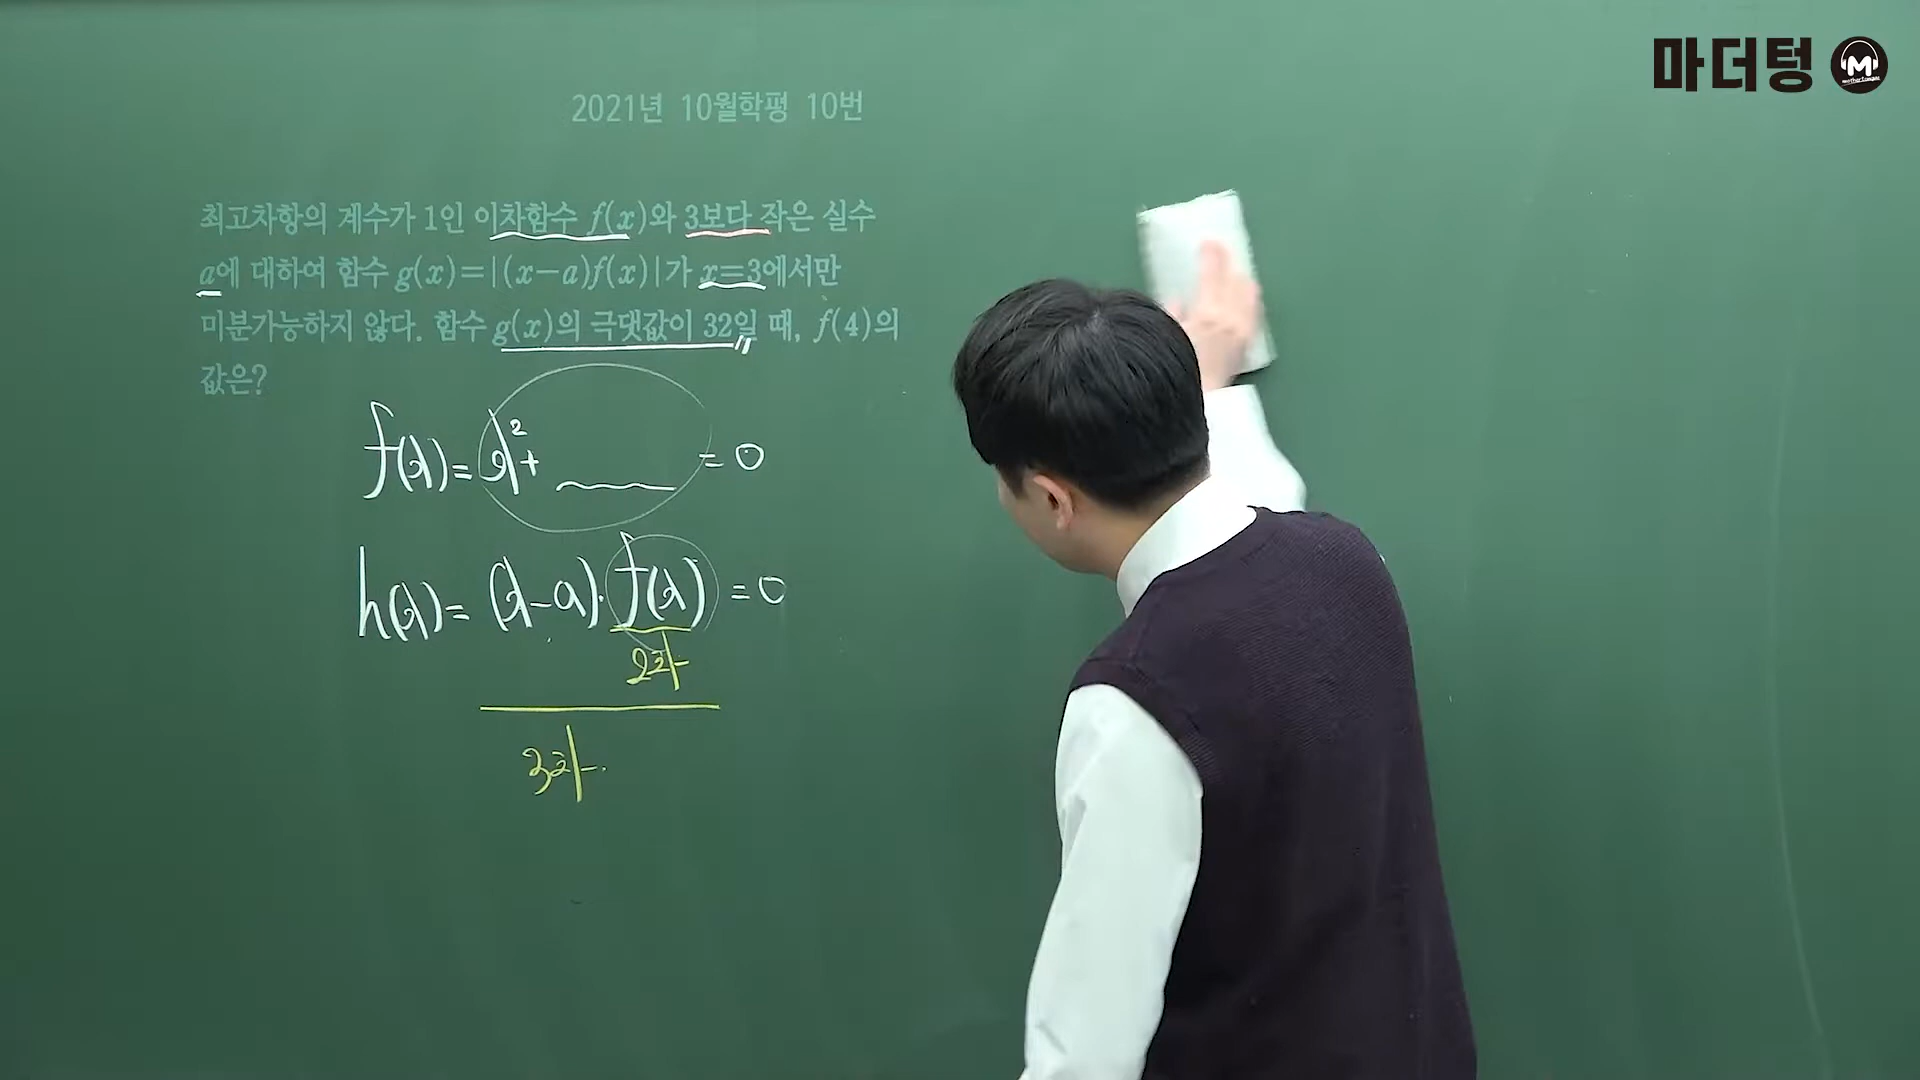 마더텅 M
2021년 10월학평 10번
최고차항의 계수가 1인 이차함수 f(x)와 3보다 작은 실수
a에 대하여 함수 g(x)=|(x-a)f(x)|가 x=3에서만
미분가능하지 않다. 함수 g(x)의 극댓값이 32일 때, f(4)의
값은?
f(x)= x²+ = 0
h(x)= (x-a)·f(x) = 0
2차
3차